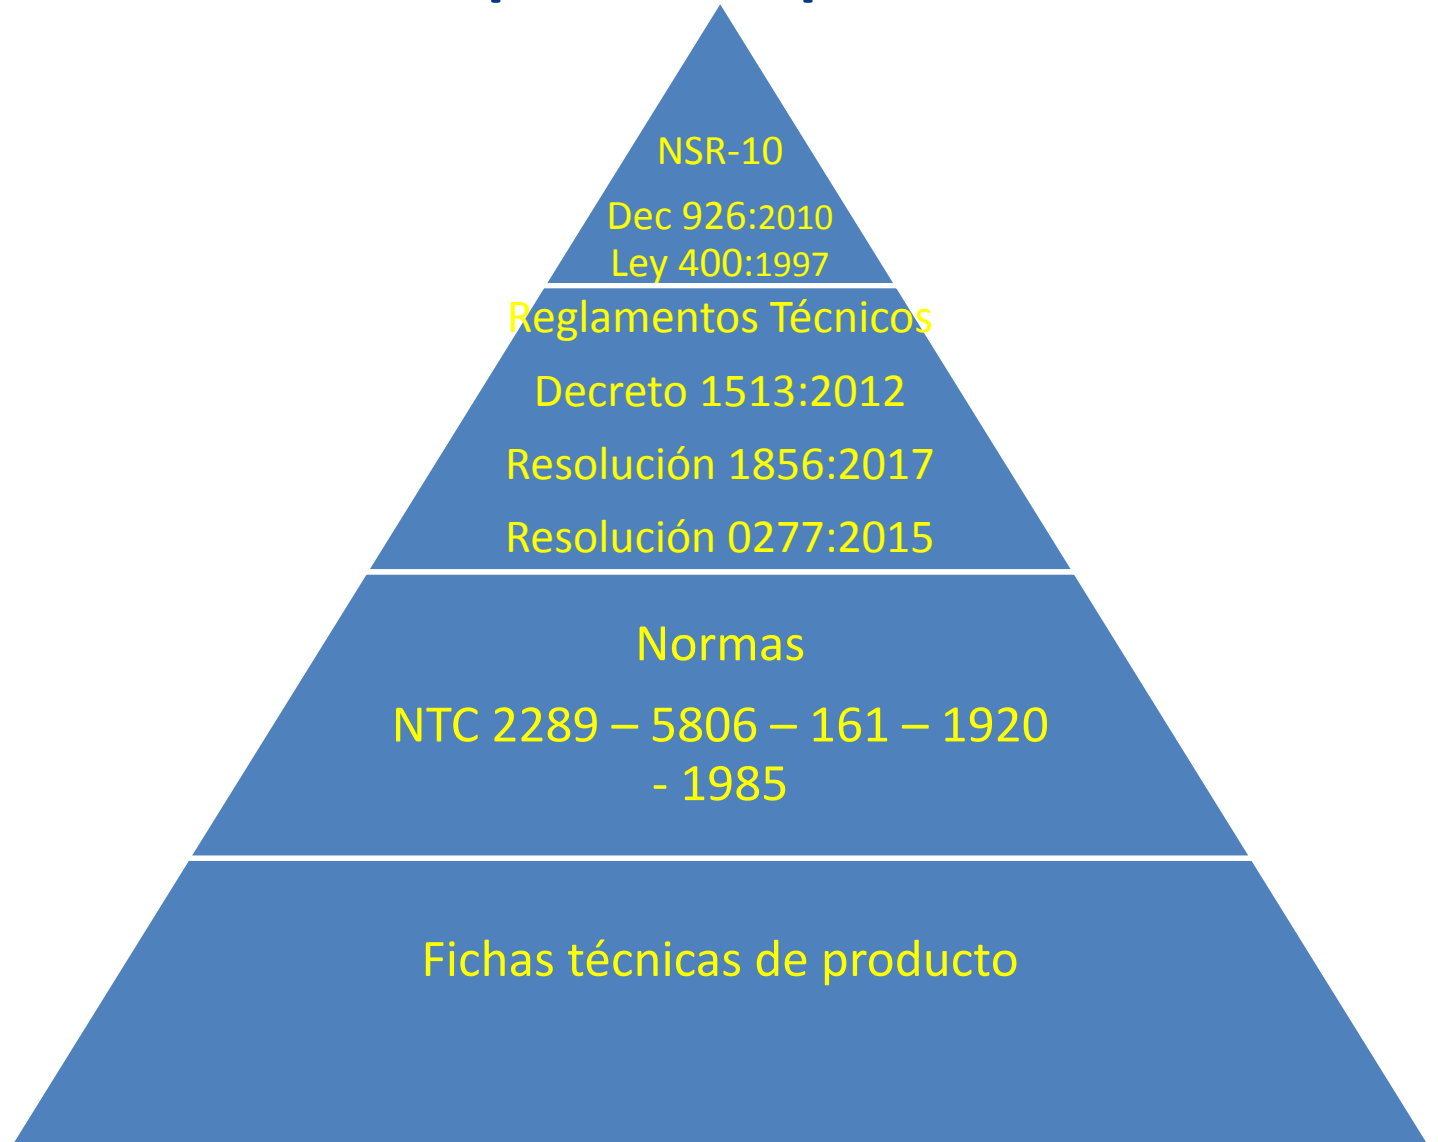 NSR-10
Dec 926:2010
Ley 400:1997
Reglamentos Técnicos
Decreto 1513:2012
Resolución 1856:2017
Resolución 0277:2015
Normas
NTC 2289 – 5806 – 161 – 1920
- 1985
Fichas técnicas de producto